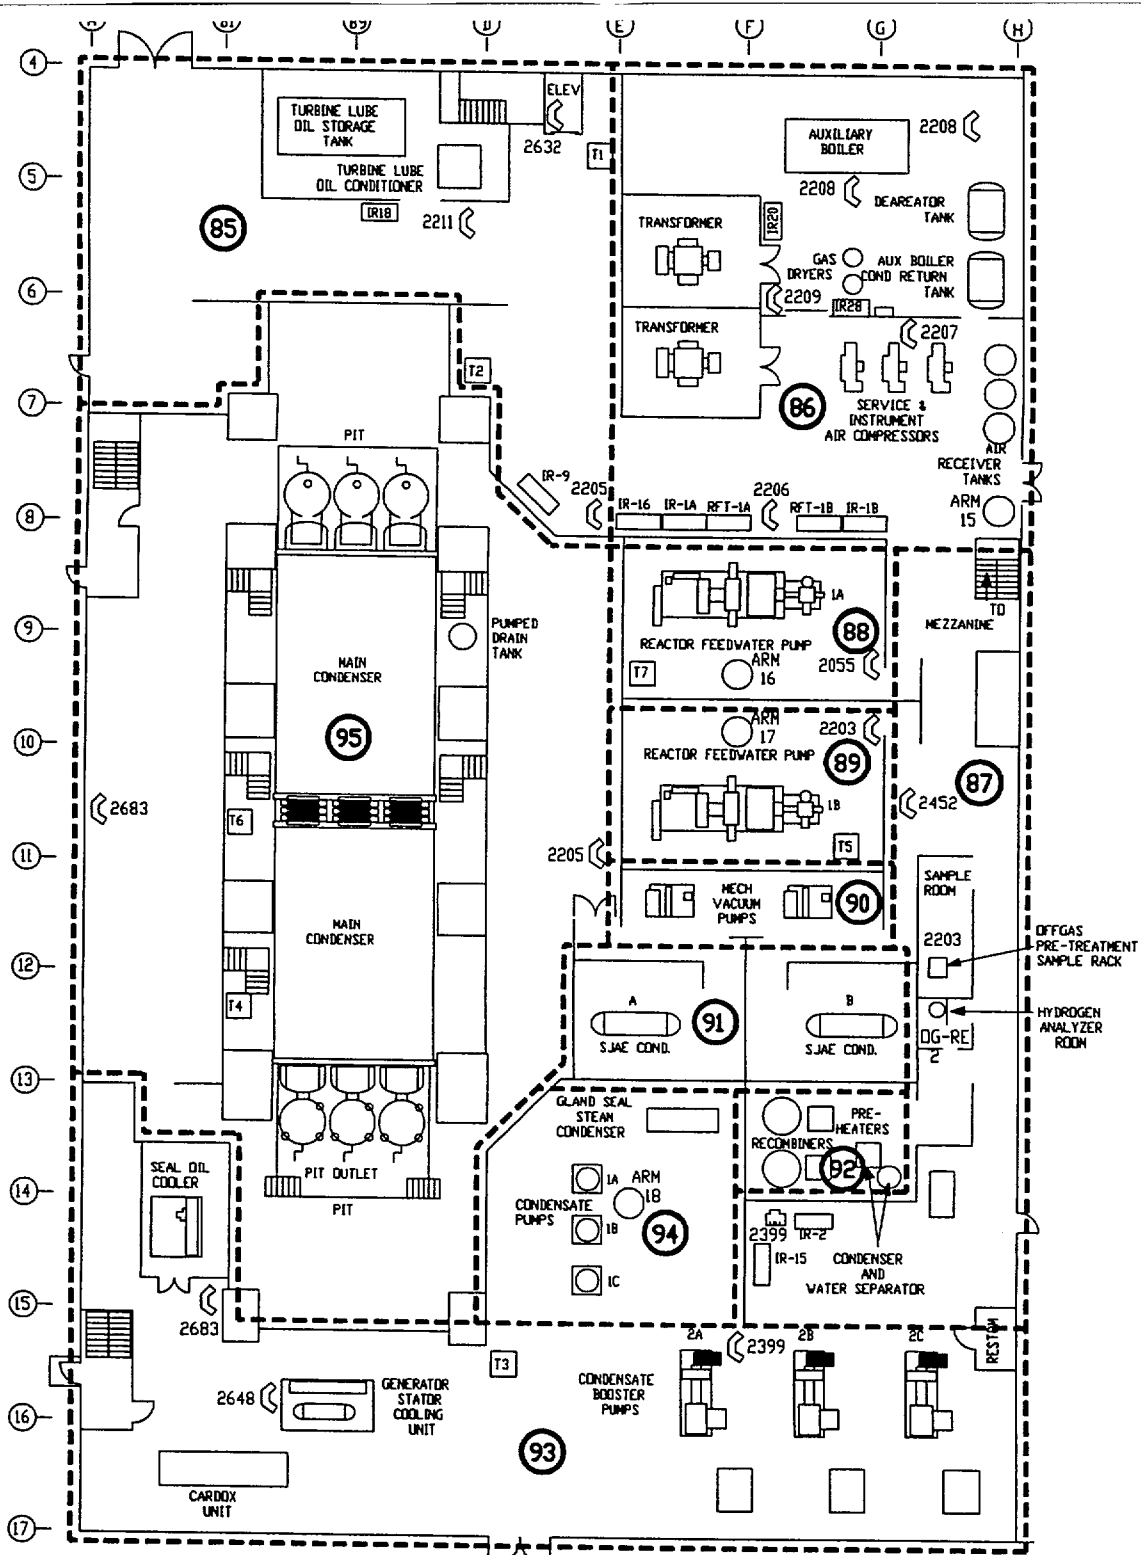 A B1 B9 D E F G H
4
ELEV
TURBINE LUBE
OIL STORAGE
TANK
2632
T1
AUXILIARY
BOILER
2208
5
TURBINE LUBE
OIL CONDITIONER
IR18
2211
85
2208
DEAREATOR
TANK
TRANSFORMER
IR20
GAS
DRYERS
AUX BOILER
COND RETURN
TANK
6
2209
IR28
2207
TRANSFORMER
T2
7
86
SERVICE &
INSTRUMENT
AIR COMPRESSORS
PIT
AIR
RECEIVER
TANKS
IR-9
2205
2206
ARM
15
8
IR-16
IR-1A
RFT-1A
RFT-1B
IR-1B
1A
TO
MEZZANINE
9
PUMPED
DRAIN
TANK
88
REACTOR FEEDWATER PUMP
MAIN
CONDENSER
T7
ARM
16
2055
10
95
ARM
17
2203
REACTOR FEEDWATER PUMP
89
87
2683
1B
2452
T6
T5
11
2205
SAMPLE
ROOM
MECH
VACUUM
PUMPS
90
MAIN
CONDENSER
2203
OFFGAS
PRE-TREATMENT
SAMPLE RACK
12
T4
A
91
B
SJAE COND.
SJAE COND.
OG-RE
2
HYDROGEN
ANALYZER
ROOM
13
GLAND SEAL
STEAN
CONDENSER
PRE-
HEATERS
RECOMBINERS
92
SEAL OIL
COOLER
PIT OUTLET
14
PIT
1A
ARM
18
CONDENSATE
PUMPS
1B
94
2399
IR-2
IR-15
CONDENSER
AND
WATER SEPARATOR
1C
15
2683
RESTOM
2A
2399
2B
2C
T3
2648
GENERATOR
STATOR
COOLING
UNIT
CONDENSATE
BOOSTER
PUMPS
16
93
CARDOX
UNIT
17